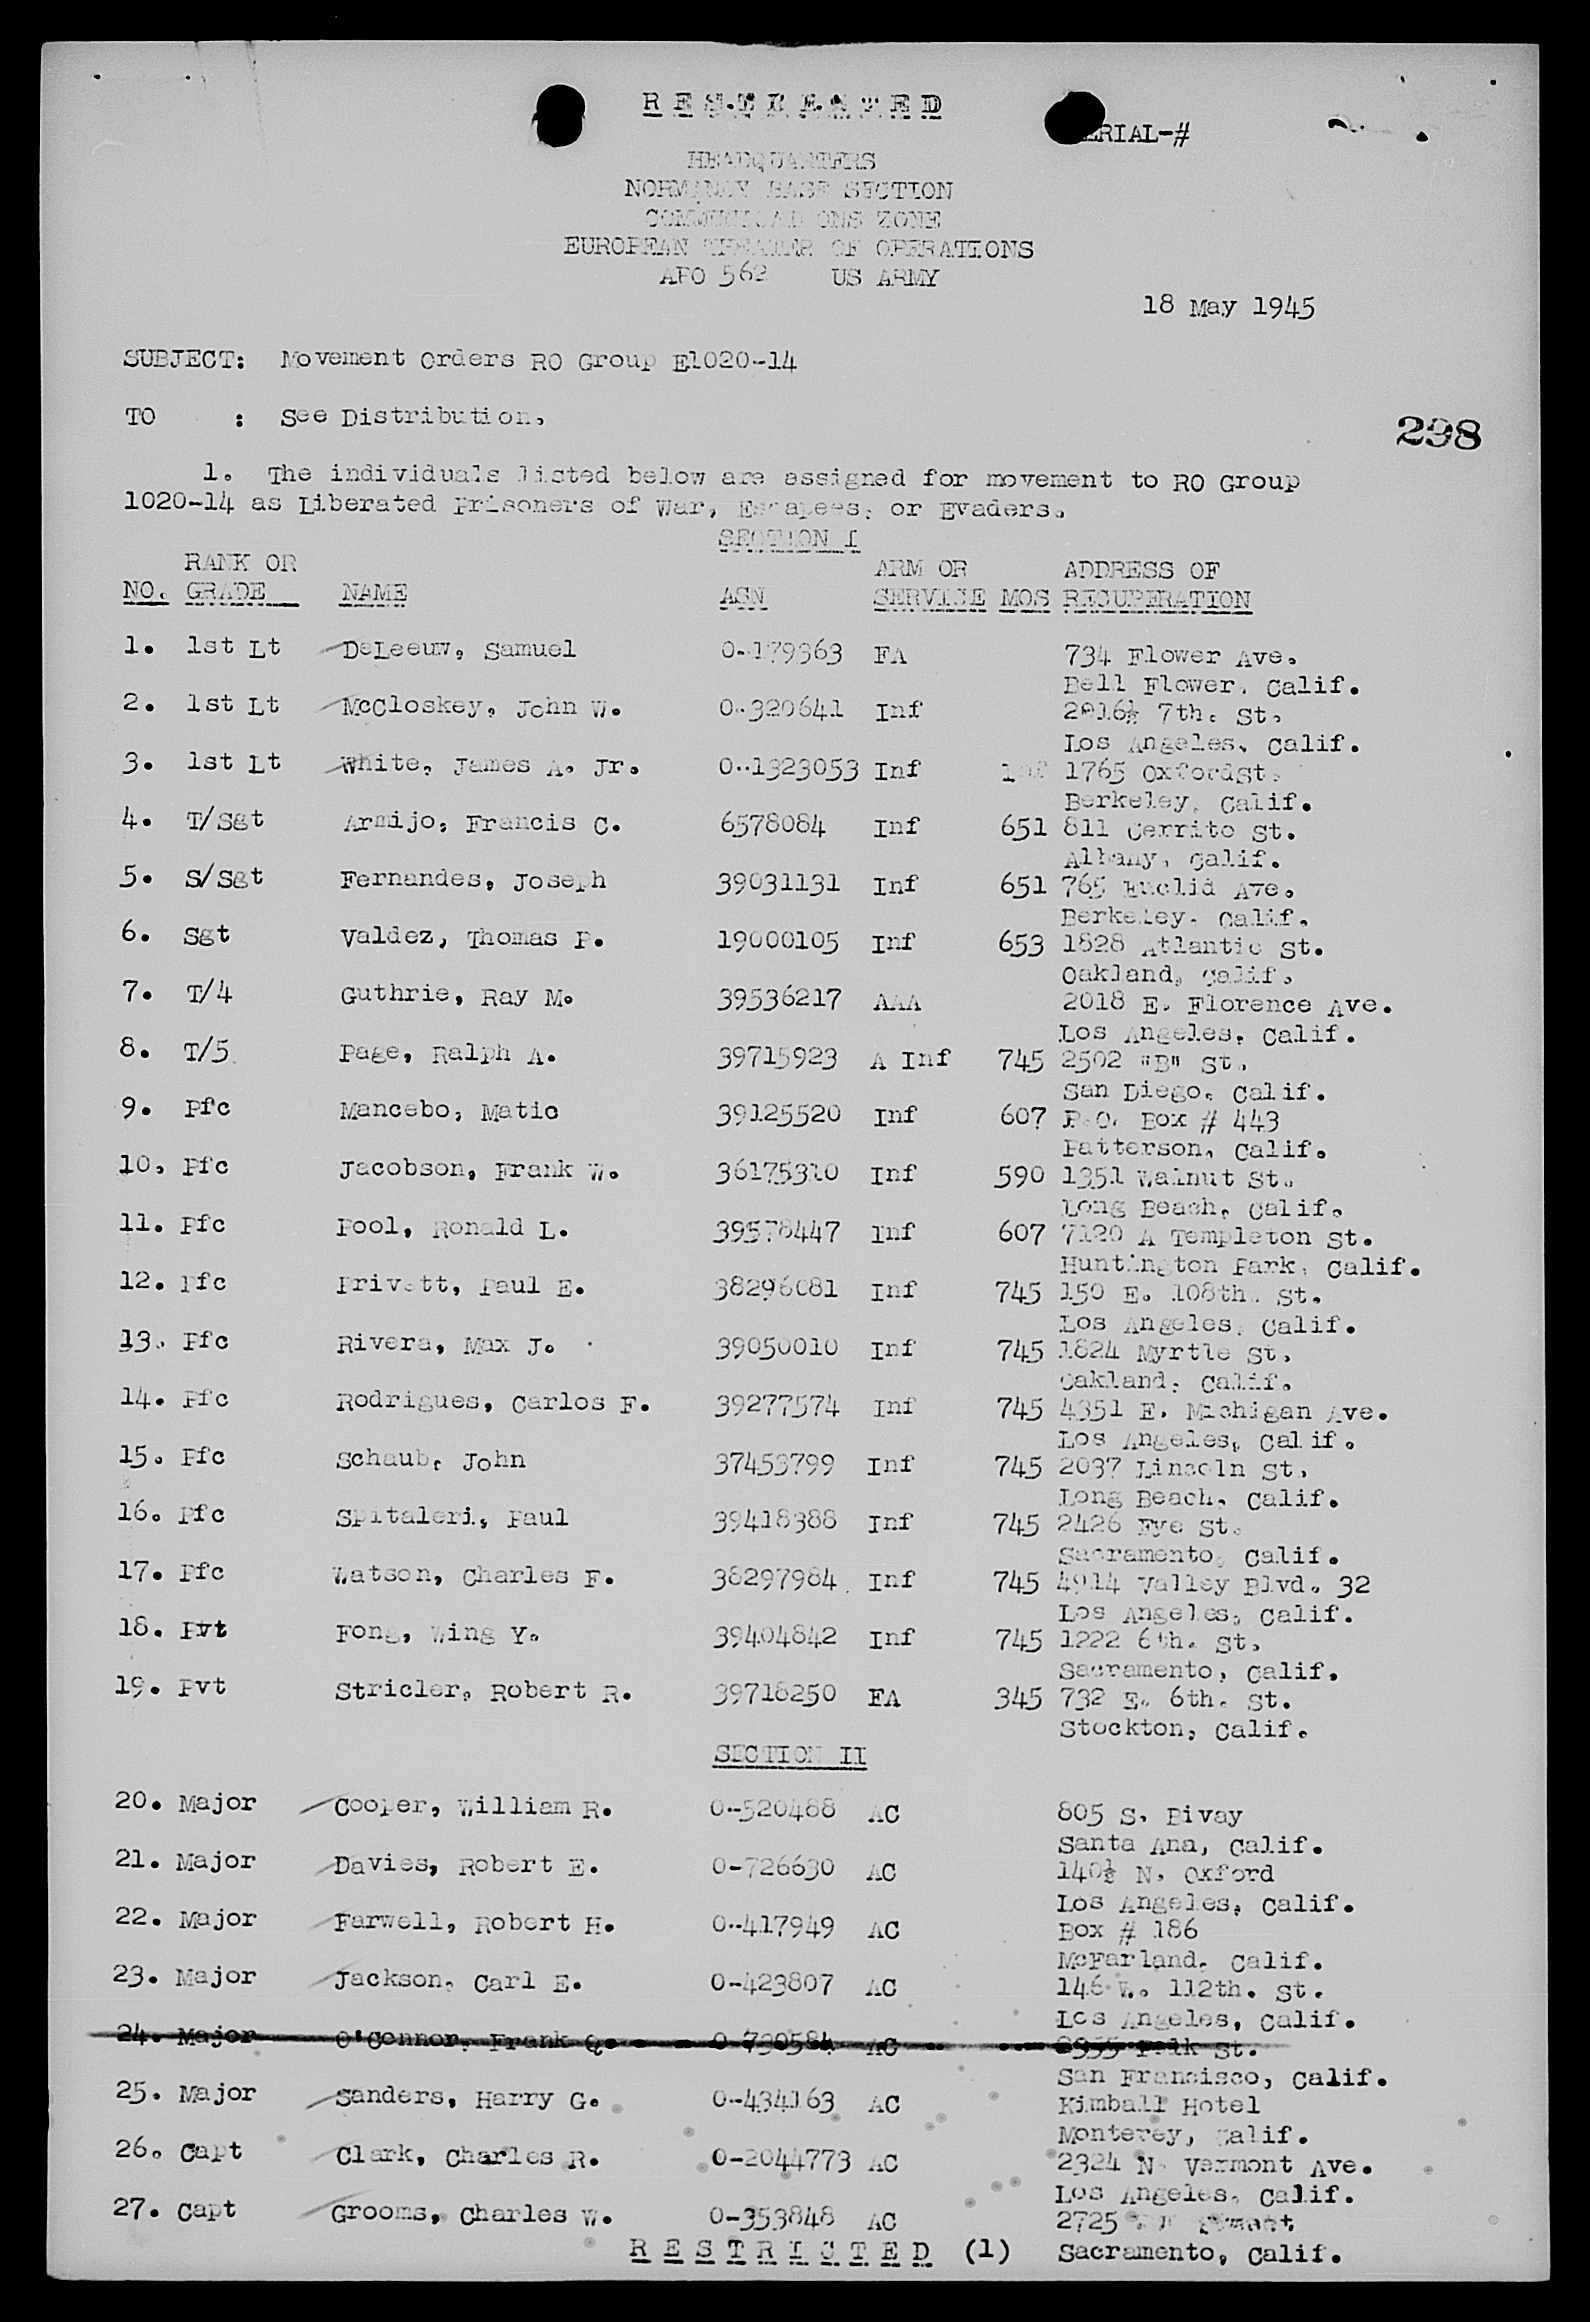 RESTRICTED
ERIAL-#
HEADQUARTERS
NORMANDY BASE SECTION
COMMUNICATIONS ZONE
EUROPEAN THEATER OF OPERATIONS
APO 562 US ARMY
18 May 1945
SUBJECT: Movement Orders RO Group E1020-14
TO : See Distribution.
298
1. The individuals listed below are assigned for movement to RO Group
1020-14 as Liberated Prisoners of War, Escapees, or Evaders.
SECTION I
RANK OR ARM OR ADDRESS OF
NO. GRADE NAME ASN SERVICE MOS RECUPERATION
1. 1st Lt DeLeeuw, Samuel 0-179363 FA 734 Flower Ave.
Bell Flower, Calif.
2. 1st Lt McCloskey, John W. 0-320641 Inf 2816½ 7th. St.
Los Angeles, Calif.
3. 1st Lt White, James A. Jr. 0-1323053 Inf 1765 OxfordSt.
Berkeley, Calif.
4. T/Sgt Armijo, Francis C. 6578084 Inf 651 811 Cerrito St.
Albany, Calif.
5. S/Sgt Fernandes, Joseph 39031131 Inf 651 765 Euclid Ave.
Berkeley, Calif.
6. Sgt Valdez, Thomas P. 19000105 Inf 653 1828 Atlantic St.
Oakland, Calif.
7. T/4 Guthrie, Ray M. 39536217 AAA 2018 E. Florence Ave.
Los Angeles, Calif.
8. T/5 Page, Ralph A. 39715923 A Inf 745 2502 "B" St.
San Diego, Calif.
9. Pfc Mancebo, Matio 39125520 Inf 607 P.O. Box # 443
Patterson, Calif.
10. Pfc Jacobson, Frank W. 36175310 Inf 590 1351 Walnut St.
Long Beach, Calif.
11. Pfc Pool, Ronald L. 39578447 Inf 607 7120 A Templeton St.
Huntington Park, Calif.
12. Pfc Privett, Paul E. 38296081 Inf 745 150 E. 108th. St.
Los Angeles, Calif.
13. Pfc Rivera, Max J. 39050010 Inf 745 1824 Myrtle St.
Oakland, Calif.
14. Pfc Rodrigues, Carlos F. 39277574 Inf 745 4351 E. Michigan Ave.
Los Angeles, Calif.
15. Pfc Schaub, John 37453799 Inf 745 2037 Lincoln St.
Long Beach, Calif.
16. Pfc Spitaleri, Paul 39418388 Inf 745 2426 Eye St.
Sacramento, Calif.
17. Pfc Watson, Charles F. 38297984 Inf 745 4914 Valley Blvd. 32
Los Angeles, Calif.
18. Pvt Fong, Wing Y. 39404842 Inf 745 1222 6th. St.
Sacramento, Calif.
19. Pvt Stricler, Robert R. 39718250 FA 345 732 E. 6th. St.
Stockton, Calif.
SECTION II
20. Major Cooper, William R. 0-520488 AC 805 S. Bivay
Santa Ana, Calif.
21. Major Davies, Robert E. 0-726630 AC 140½ N. Oxford
Los Angeles, Calif.
22. Major Farwell, Robert H. 0-417949 AC Box # 186
McFarland, Calif.
23. Major Jackson, Carl E. 0-423807 AC 146 W. 112th. St.
Los Angeles, Calif.
24. Major O'Connor, Frank Q. 0-730584 AC St.
San Francisco, Calif.
25. Major Sanders, Harry G. 0-434163 AC Kimball Hotel
Monterey, Calif.
26. Capt Clark, Charles R. 0-2044773 AC 2324 N. Vermont Ave.
Los Angeles, Calif.
27. Capt Grooms, Charles W. 0-353848 AC 2725
RESTRICTED (1) Sacramento, Calif.